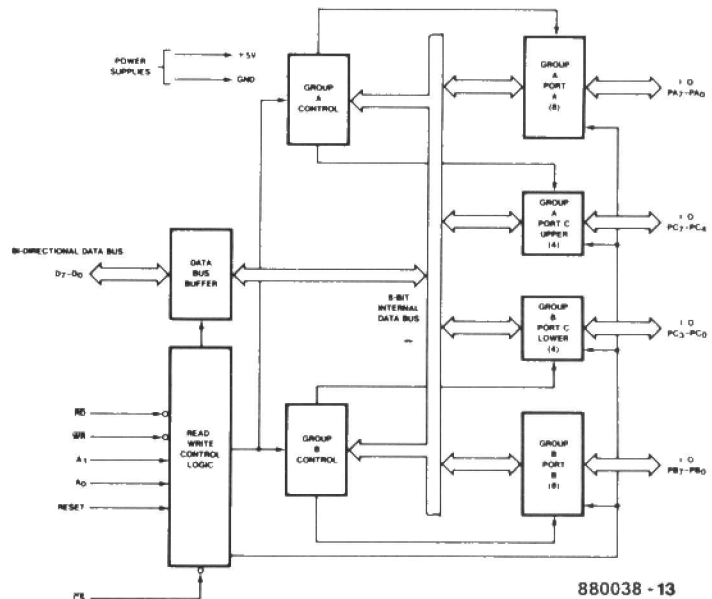 POWER
SUPPLIES
+5V
GND
GROUP
A
CONTROL
GROUP
A
PORT
A
(8)
I O
PA7-PA0
GROUP
A
PORT C
UPPER
(4)
I O
PC7-PC4
BI-DIRECTIONAL DATA BUS
D7-D0
DATA
BUS
BUFFER
8-BIT
INTERNAL
DATA BUS
GROUP
B
PORT C
LOWER
(4)
I O
PC3-PC0
RD
WR
A1
A0
RESET
READ
WRITE
CONTROL
LOGIC
GROUP
B
CONTROL
GROUP
B
PORT
B
(8)
I O
PB7-PB0
880038 - 13